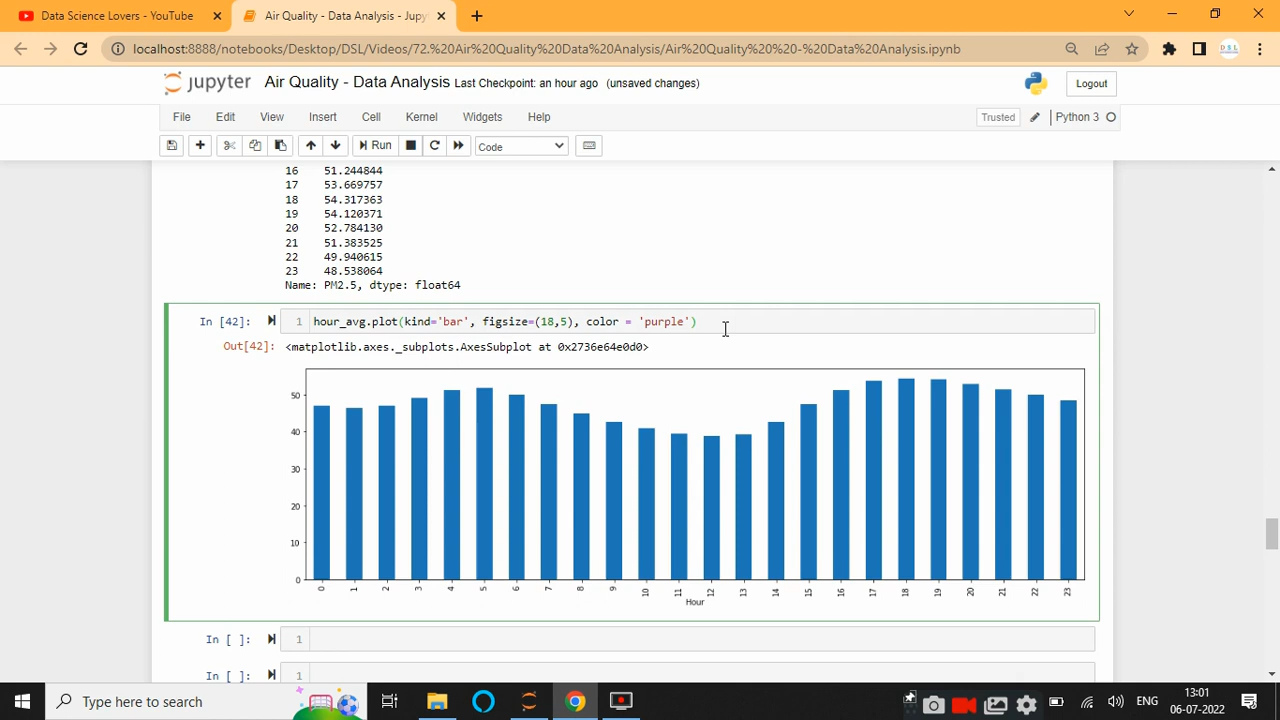 Data Science Lovers - YouTube
Air Quality - Data Analysis - Jupy
localhost:8888/notebooks/Desktop/DSL/Videos/72.%20Air%20Quality%20Data%20Analysis/Air%20Quality%20%20-%20Data%20Analysis.ipynb
jupyter Air Quality - Data Analysis Last Checkpoint: an hour ago (unsaved changes)
Logout
File Edit View Insert Cell Kernel Widgets Help
Trusted Python 3
Run Code
16 51.244844
17 53.669757
18 54.317363
19 54.120371
20 52.784130
21 51.383525
22 49.940615
23 48.538064
Name: PM2.5, dtype: float64
In [42]: 1 hour_avg.plot(kind='bar', figsize=(18,5), color = 'purple')
Out[42]: <matplotlib.axes._subplots.AxesSubplot at 0x2736e64e0d0>
50
40
30
20
10
0
0 1 2 3 4 5 6 7 8 9 10 11 12 13 14 15 16 17 18 19 20 21 22 23
Hour
In [ ]: 1
In [ ]: 1
Type here to search
ENG
13:01
06-07-2022